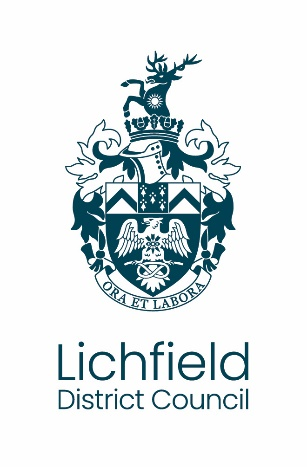 ORA ET LABORA
Lichfield
District Council